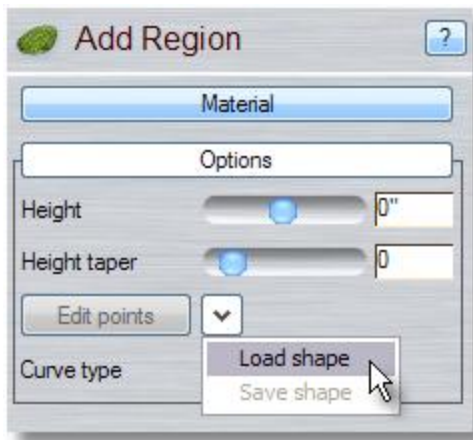 Add Region ?
Material
Options
Height 0"
Height taper 0
Edit points
Load shape
Curve type
Save shape